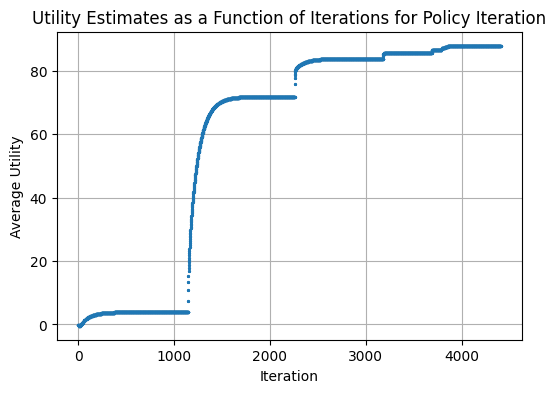 Utility Estimates as a Function of Iterations for Policy Iteration
Average Utility
80
60
40
20
0
0 1000 2000 3000 4000
Iteration